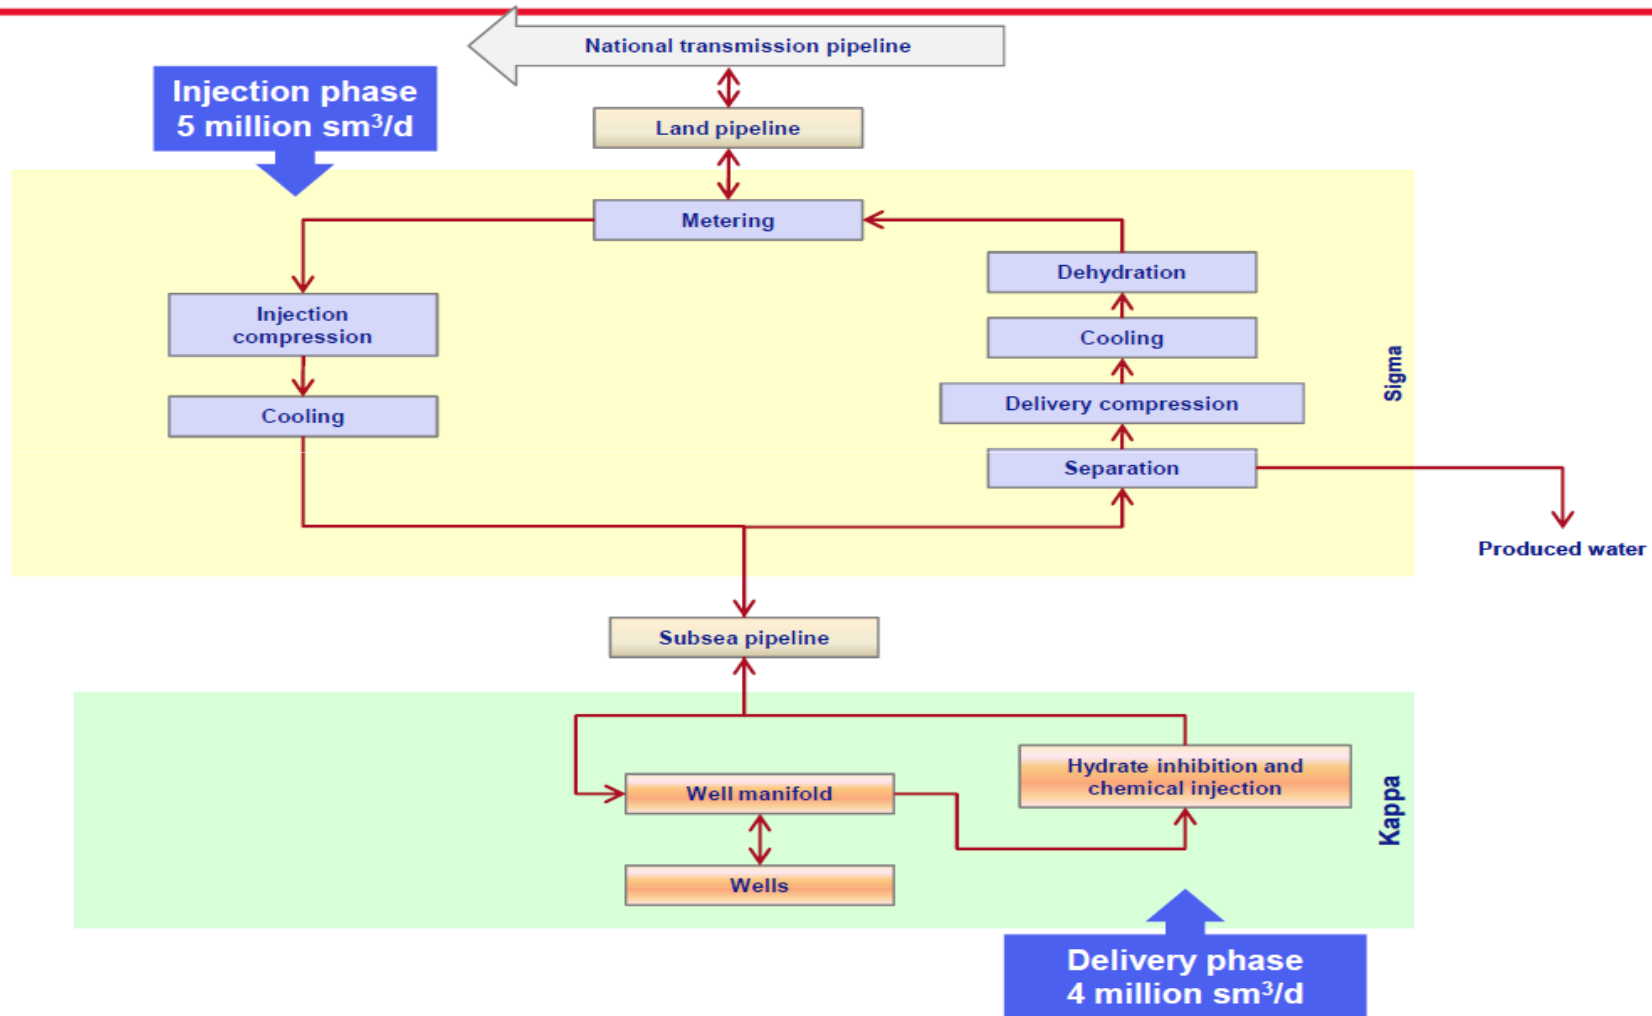 National transmission pipeline
Injection phase
5 million sm³/d
Land pipeline
Metering
Dehydration
Injection
compression
Cooling
Sigma
Delivery compression
Cooling
Separation
Produced water
Subsea pipeline
Hydrate inhibition and
chemical injection
Well manifold
Kappa
Wells
Delivery phase
4 million sm³/d